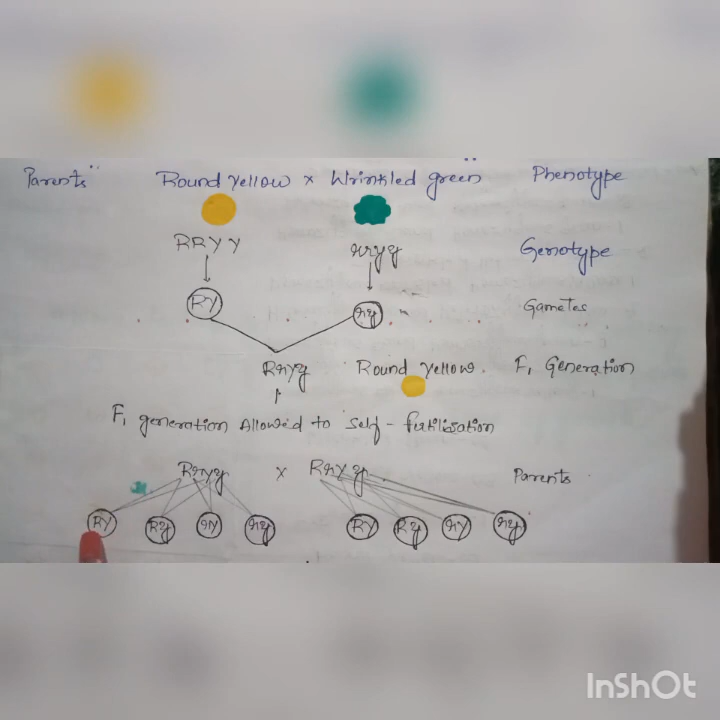 Parents Round Yellow × Wrinkled green Phenotype
RRYY rryy Genotype
RY ry Gametes
RrYy Round Yellow. F1 Generation
F1 generation Allowed to Self-fertilisation
RrYy × RrYy Parents
RY Ry rY ry RY Ry rY ry
InShOt